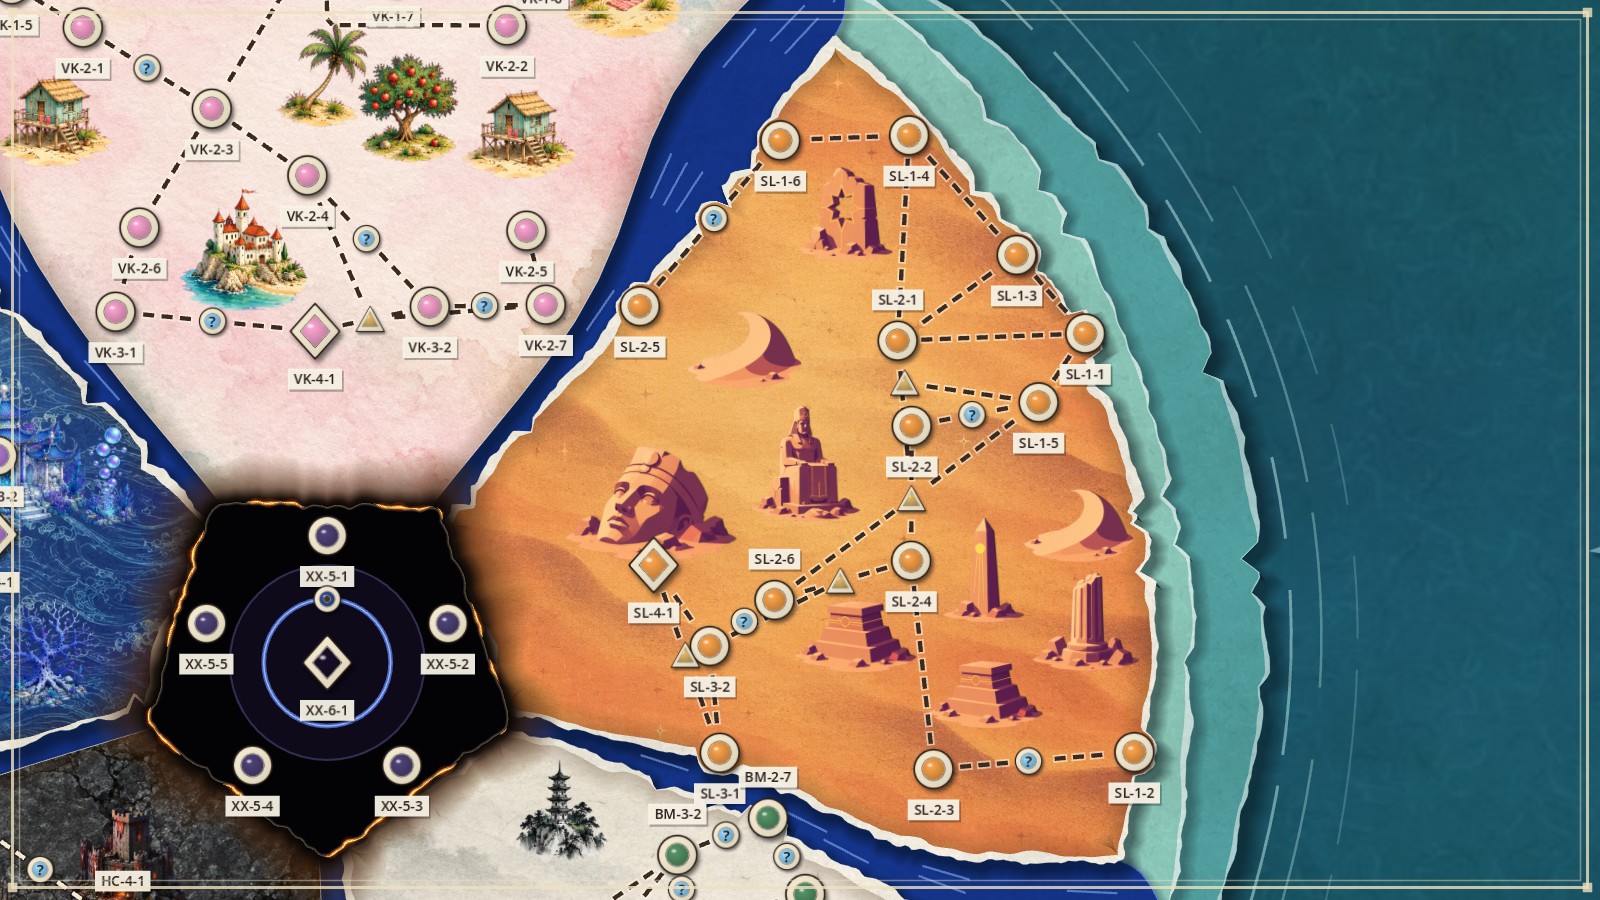 VK-1-7
VK-2-1
VK-2-2
?
VK-2-3
VK-2-4
VK-2-5
VK-2-6
?
VK-3-1
?
VK-3-2
?
VK-2-7
VK-4-1
SL-1-6
SL-1-4
?
SL-2-5
SL-2-1
SL-1-3
SL-1-1
?
SL-1-5
SL-2-2
SL-2-6
SL-2-4
SL-4-1
?
SL-3-2
SL-3-1
SL-2-3
?
SL-1-2
XX-5-1
XX-5-5
XX-5-2
XX-6-1
XX-5-4
XX-5-3
BM-2-7
BM-3-2
?
?
?
?
HC-4-1